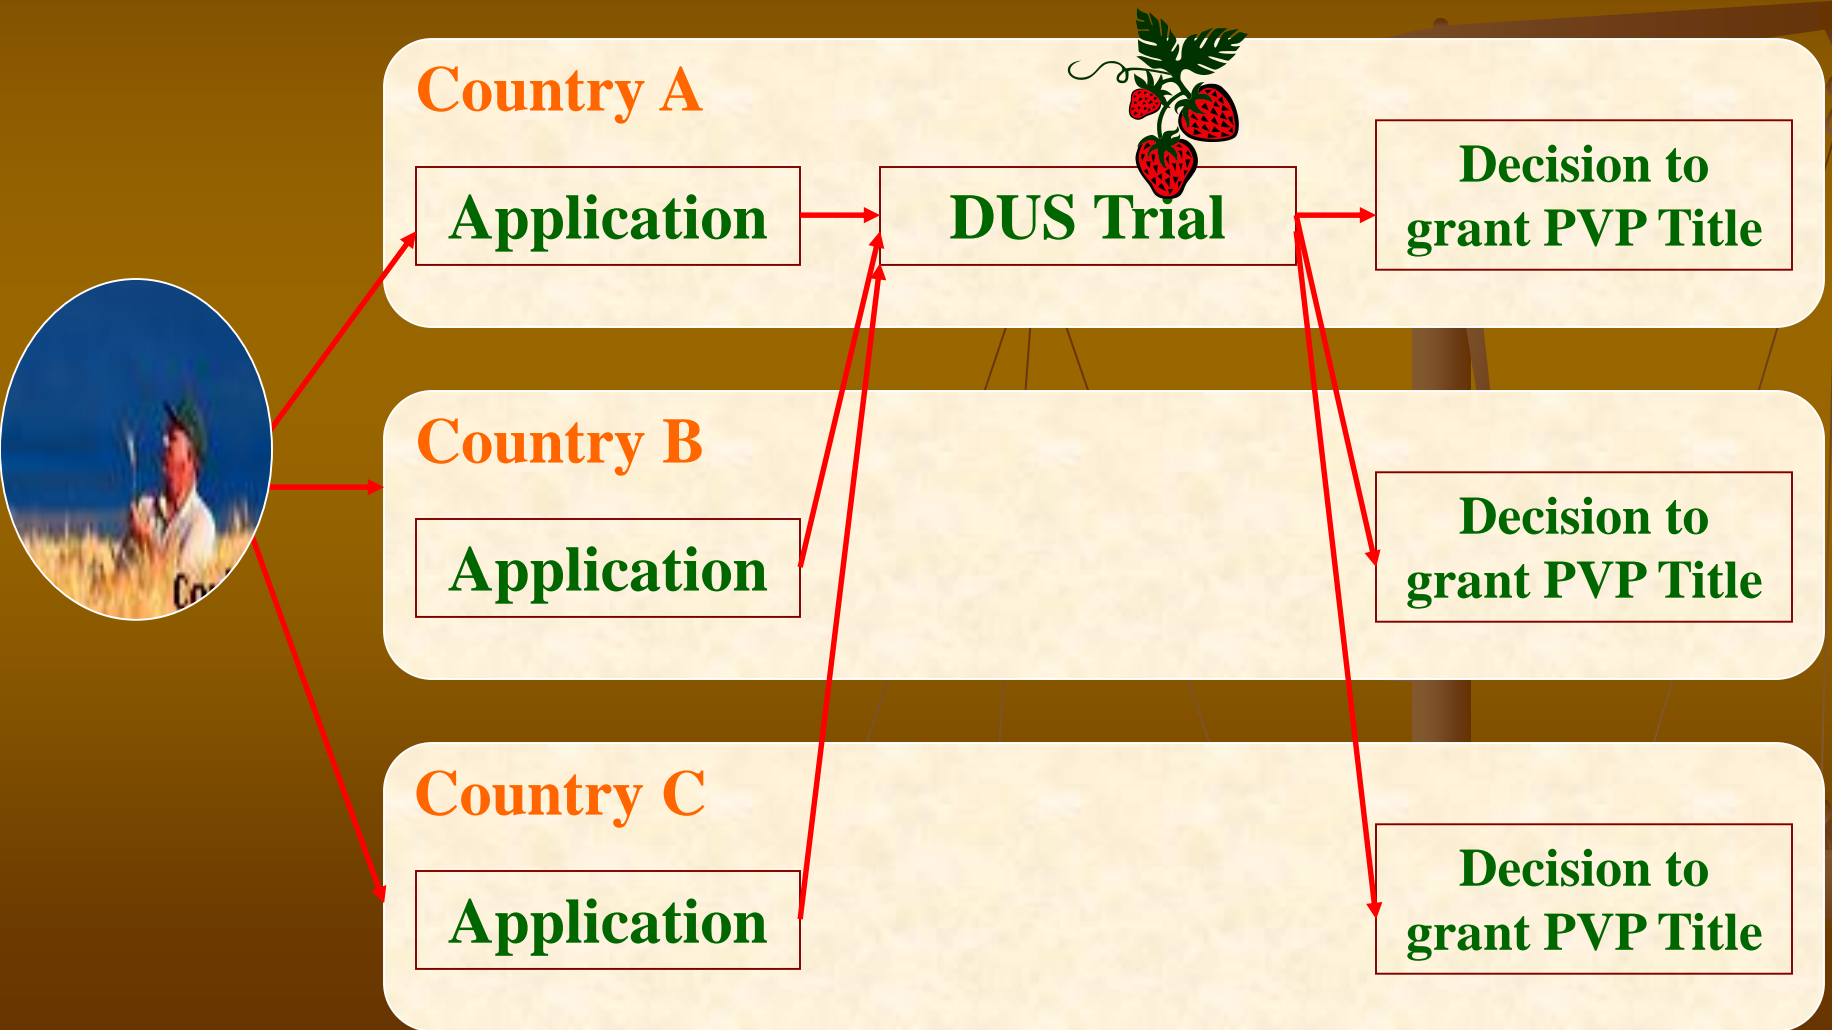 Country A
Application
DUS Trial
Decision to
grant PVP Title
Country B
Application
Decision to
grant PVP Title
Country C
Application
Decision to
grant PVP Title